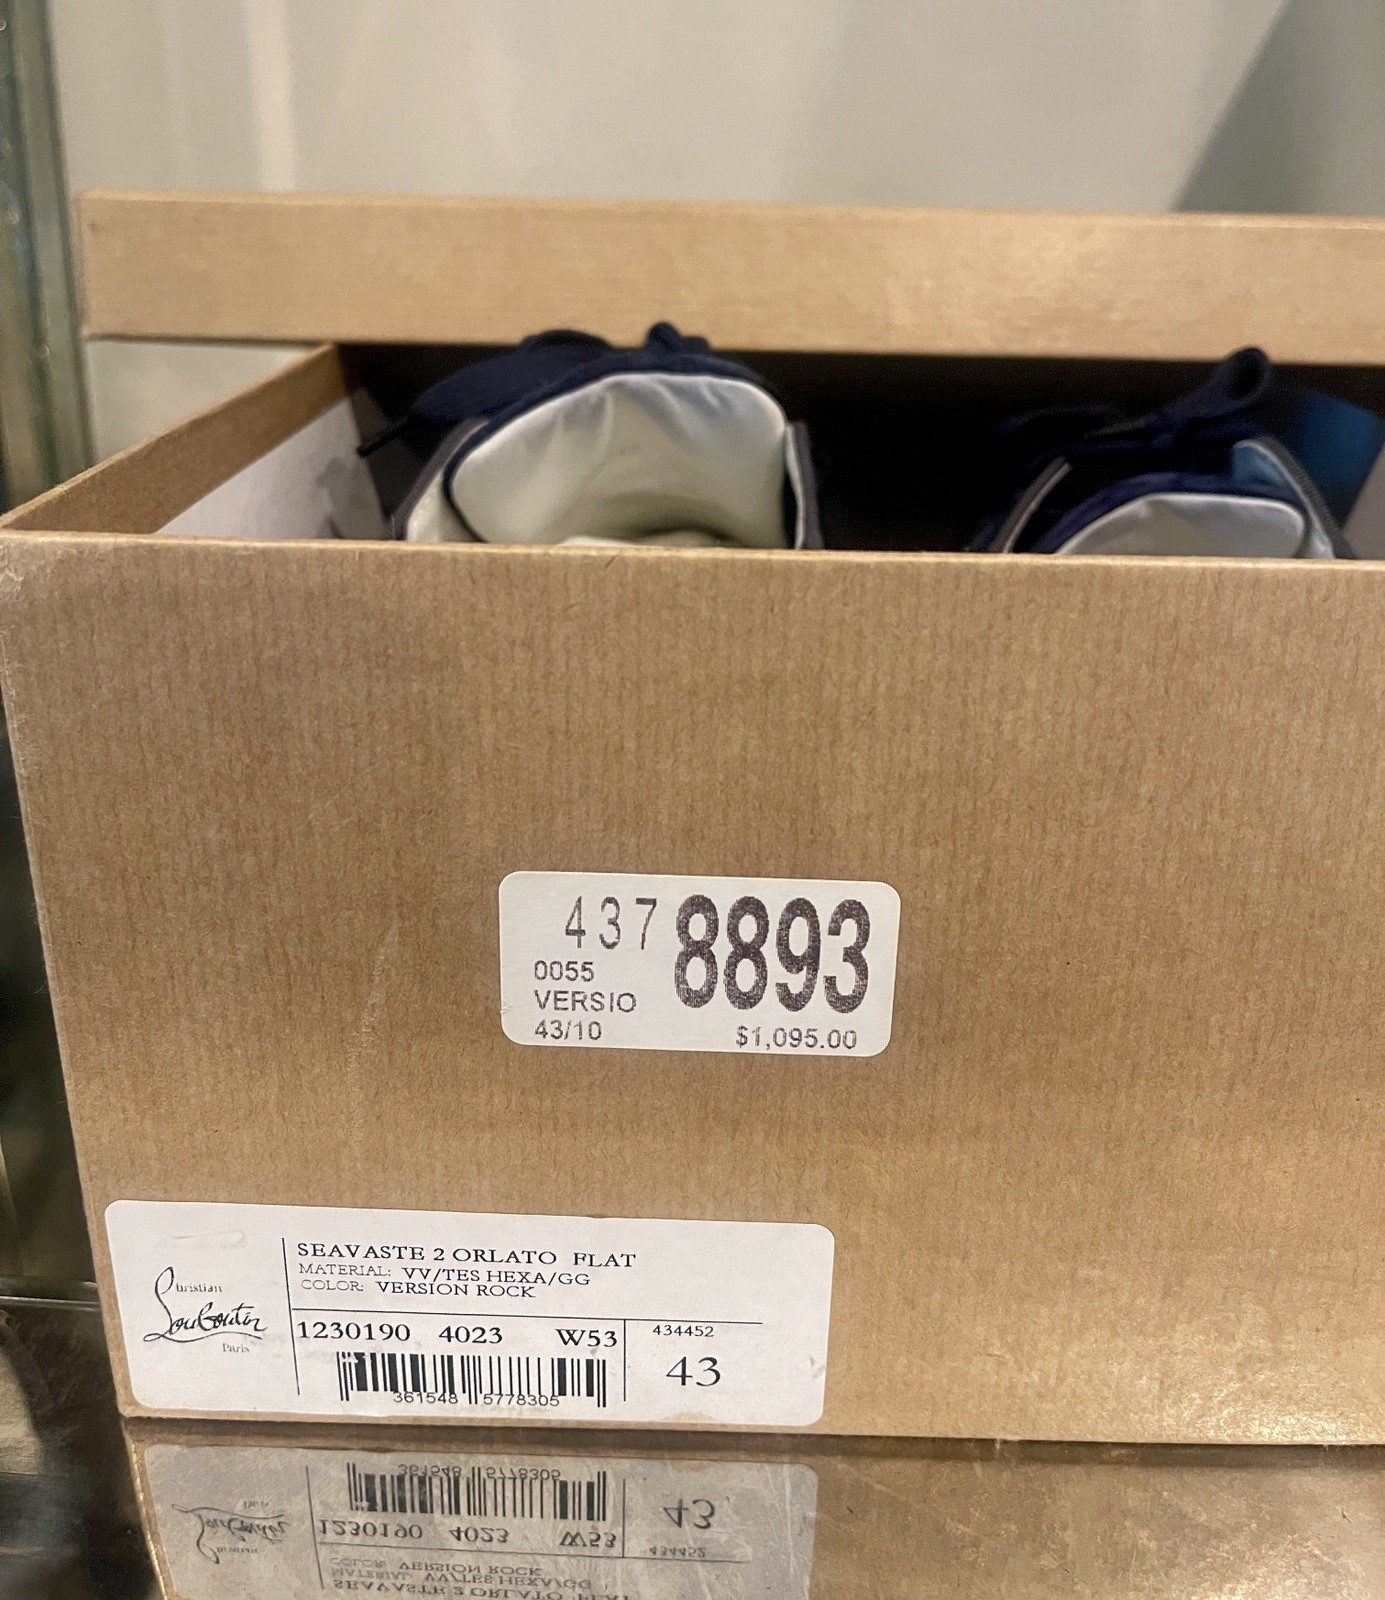 437 8893
0055
VERSIO
43/10 $1,095.00
Christian
Louboutin
Paris
SEAVASTE 2 ORLATO FLAT
MATERIAL: VV/TES HEXA/GG
COLOR: VERSION ROCK
1230190 4023 W53
434452
43
361548 5778305